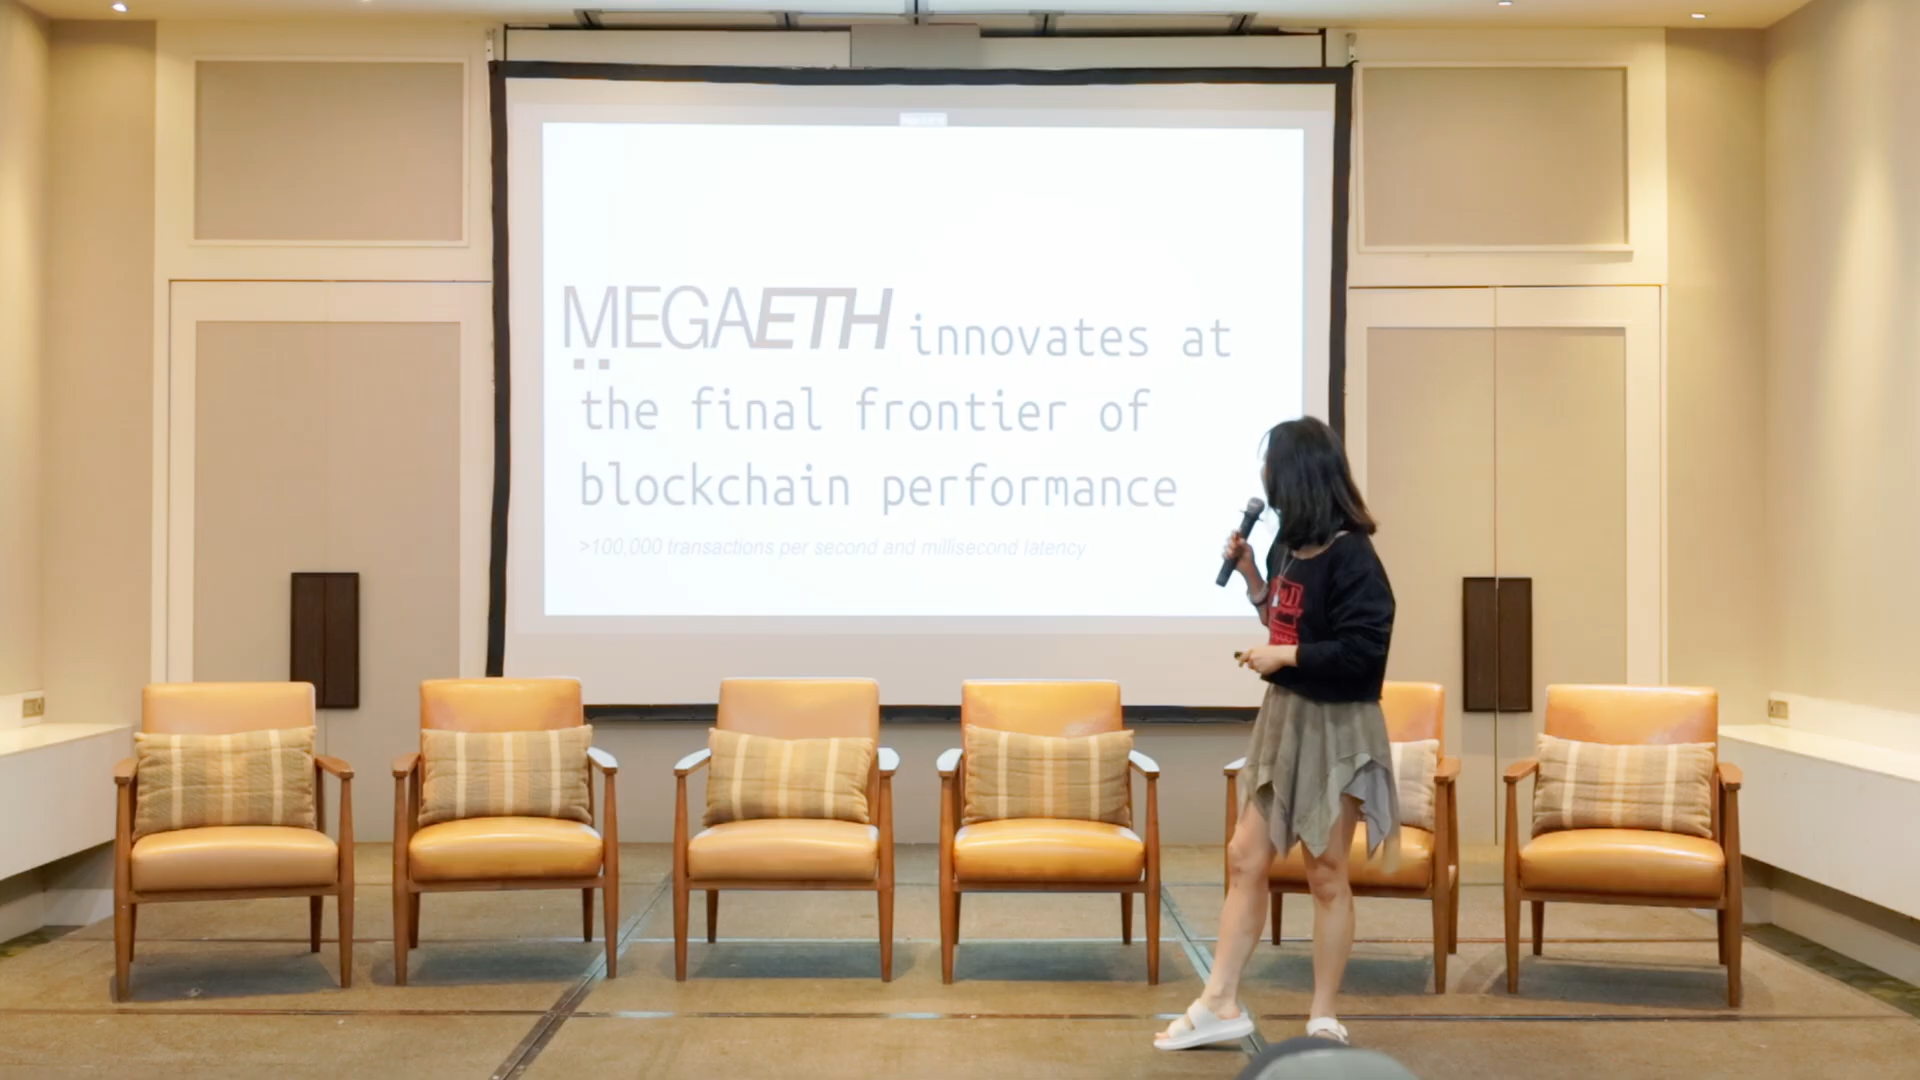 MEGAETH innovates at
the final frontier of
blockchain performance
>100,000 transactions per second and millisecond latency